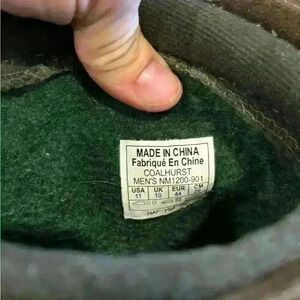 MADE IN CHINA
Fabriqué En Chine
COALHURST
MEN'S NM1200-901
USA UK EUR CM
11 10 44